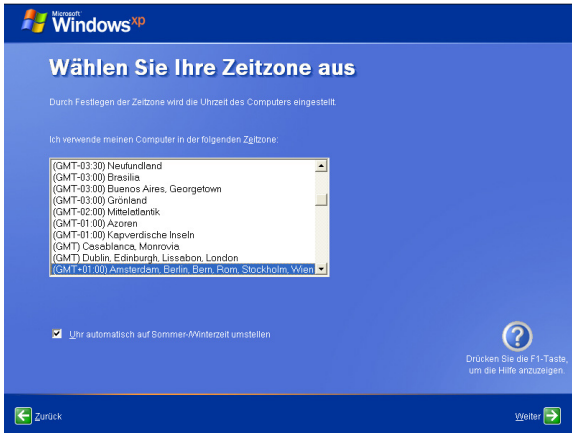 Microsoft
Windows xp
Wählen Sie Ihre Zeitzone aus
Durch Festlegen der Zeitzone wird die Uhrzeit des Computers eingestellt.
Ich verwende meinen Computer in der folgenden Zeitzone:
(GMT-03:30) Neufundland
(GMT-03:00) Brasilia
(GMT-03:00) Buenos Aires, Georgetown
(GMT-03:00) Grönland
(GMT-02:00) Mittelatlantik
(GMT-01:00) Azoren
(GMT-01:00) Kapverdische Inseln
(GMT) Casablanca, Monrovia
(GMT) Dublin, Edinburgh, Lissabon, London
(GMT+01:00) Amsterdam, Berlin, Bern, Rom, Stockholm, Wien
Uhr automatisch auf Sommer-/Winterzeit umstellen
?
Drücken Sie die F1-Taste,
um die Hilfe anzuzeigen.
Zurück
Weiter